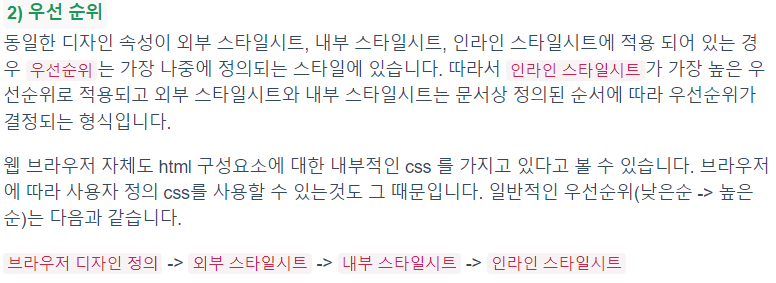 2) 우선 순위
동일한 디자인 속성이 외부 스타일시트, 내부 스타일시트, 인라인 스타일시트에 적용 되어 있는 경
우 우선순위 는 가장 나중에 정의되는 스타일에 있습니다. 따라서 인라인 스타일시트 가 가장 높은 우
선순위로 적용되고 외부 스타일시트와 내부 스타일시트는 문서상 정의된 순서에 따라 우선순위가
결정되는 형식입니다.
웹 브라우저 자체도 html 구성요소에 대한 내부적인 css 를 가지고 있다고 볼 수 있습니다. 브라우저
에 따라 사용자 정의 css를 사용할 수 있는것도 그 때문입니다. 일반적인 우선순위(낮은순 -> 높은
순)는 다음과 같습니다.
브라우저 디자인 정의 -> 외부 스타일시트 -> 내부 스타일시트 -> 인라인 스타일시트